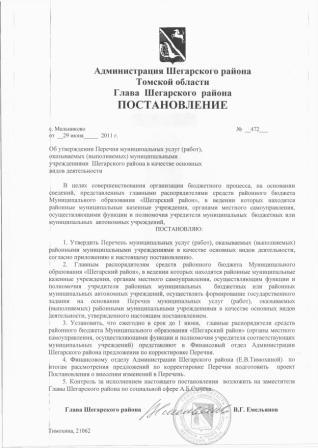 Администрация Шегарского района
Томской области
Глава Шегарского района
ПОСТАНОВЛЕНИЕ
с. Мельниково
от 29 июня 2011 г. № 472
Об утверждении Перечня муниципальных услуг (работ),
оказываемых (выполняемых) муниципальными
учреждениями Шегарского района в качестве основных
видов деятельности
В целях совершенствования организации бюджетного процесса, на основании
сведений, представленных главными распорядителями средств районного бюджета
Муниципального образования «Шегарский район», в ведении которых находятся
районные муниципальные казенные учреждения, органами местного самоуправления,
осуществляющими функции и полномочия учредителя муниципальных бюджетных или
муниципальных автономных учреждений,
ПОСТАНОВЛЯЮ:
1. Утвердить Перечень муниципальных услуг (работ), оказываемых (выполняемых)
районными муниципальными учреждениями в качестве основных видов деятельности,
согласно приложению к настоящему постановлению.
2. Главным распорядителям средств районного бюджета Муниципального
образования «Шегарский район», в ведении которых находятся районные муниципальные
казенные учреждения, органам местного самоуправления, осуществляющим функции и
полномочия учредителя районных муниципальных бюджетных или районных
муниципальных автономных учреждений, осуществлять формирование государственного
задания на основании Перечня муниципальных услуг (работ), оказываемых
(выполняемых) районными муниципальными учреждениями в качестве основных видов
деятельности, утвержденного настоящим постановлением.
3. Установить, что ежегодно в срок до 1 июня, главные распорядители средств
районного бюджета Муниципального образования «Шегарский район» (органы местного
самоуправления, осуществляющие функции и полномочия учредителя соответствующих
муниципальных учреждений) представляют в Финансовый отдел Администрации
Шегарского района предложения по корректировке Перечня.
4. Финансовому отделу Администрации Шегарского района (Е.В.Тимохиной) по
итогам рассмотрения предложений по корректировке Перечня подготовить проект
Постановления о внесении изменений в Перечень.
5. Контроль за исполнением настоящего постановления возложить на заместителя
Главы Шегарского района по социальной сфере
Глава Шегарского района В.Г. Емельянов
Тимохина, 21062